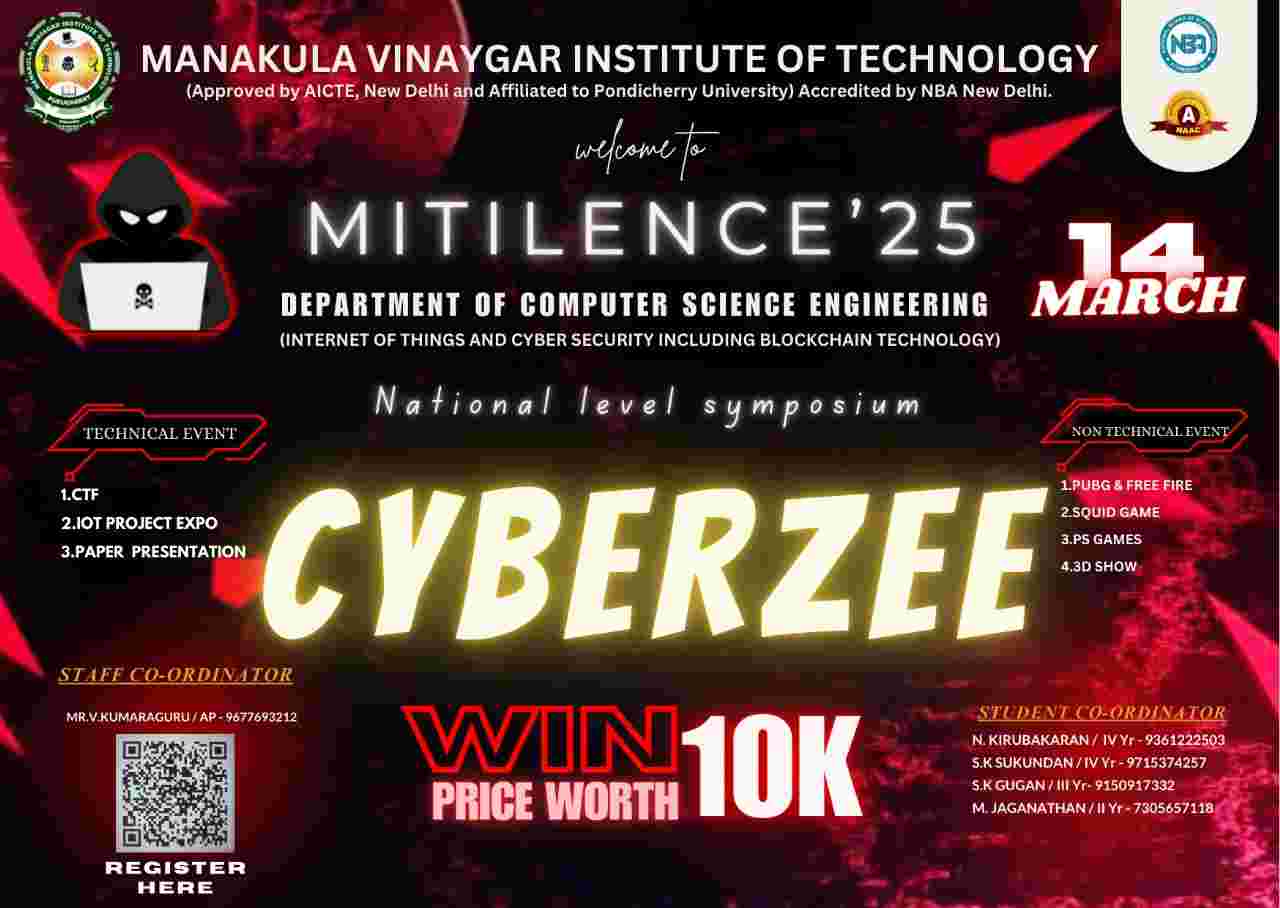 MANAKULA VINAYGAR INSTITUTE OF TECHNOLOGY
(Approved by AICTE, New Delhi and Affiliated to Pondicherry University) Accredited by NBA New Delhi.
NBA
A
NAAC
welcome to
MITILENCE'25
14
MARCH
DEPARTMENT OF COMPUTER SCIENCE ENGINEERING
(INTERNET OF THINGS AND CYBER SECURITY INCLUDING BLOCKCHAIN TECHNOLOGY)
National level symposium
TECHNICAL EVENT
1.CTF
2.IOT PROJECT EXPO
3.PAPER PRESENTATION
CYBERZEE
NON TECHNICAL EVENT
1.PUBG & FREE FIRE
2.SQUID GAME
3.PS GAMES
4.3D SHOW
STAFF CO-ORDINATOR
MR.V.KUMARAGURU / AP - 9677693212
REGISTER
HERE
WIN
PRICE WORTH
10K
STUDENT CO-ORDINATOR
N. KIRUBAKARAN / IV Yr - 9361222503
S.K SUKUNDAN / IV Yr - 9715374257
S.K GUGAN / III Yr- 9150917332
M. JAGANATHAN / II Yr - 7305657118